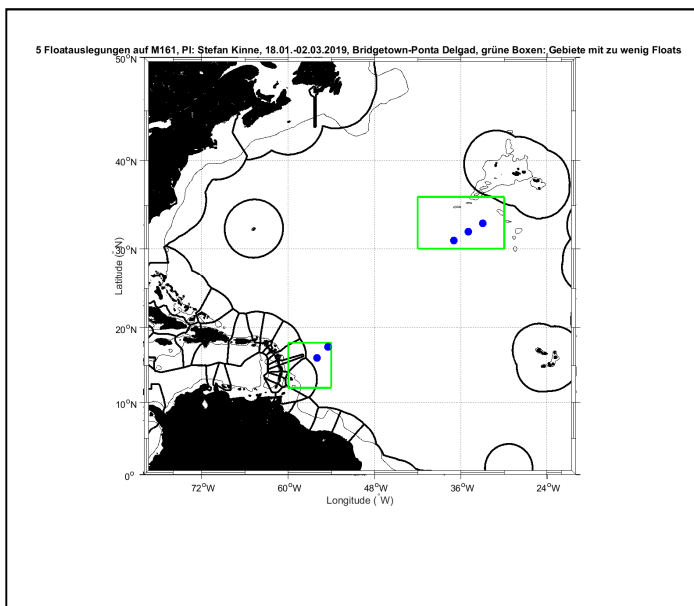 5 Floatauslegungen auf M161, PI: Stefan Kinne, 18.01.-02.03.2019, Bridgetown-Ponta Delgad, grüne Boxen: Gebiete mit zu wenig Floats
50°N
40°N
30°N
20°N
10°N
0°
Latitude (°N)
72°W 60°W 48°W 36°W 24°W
Longitude (°W)